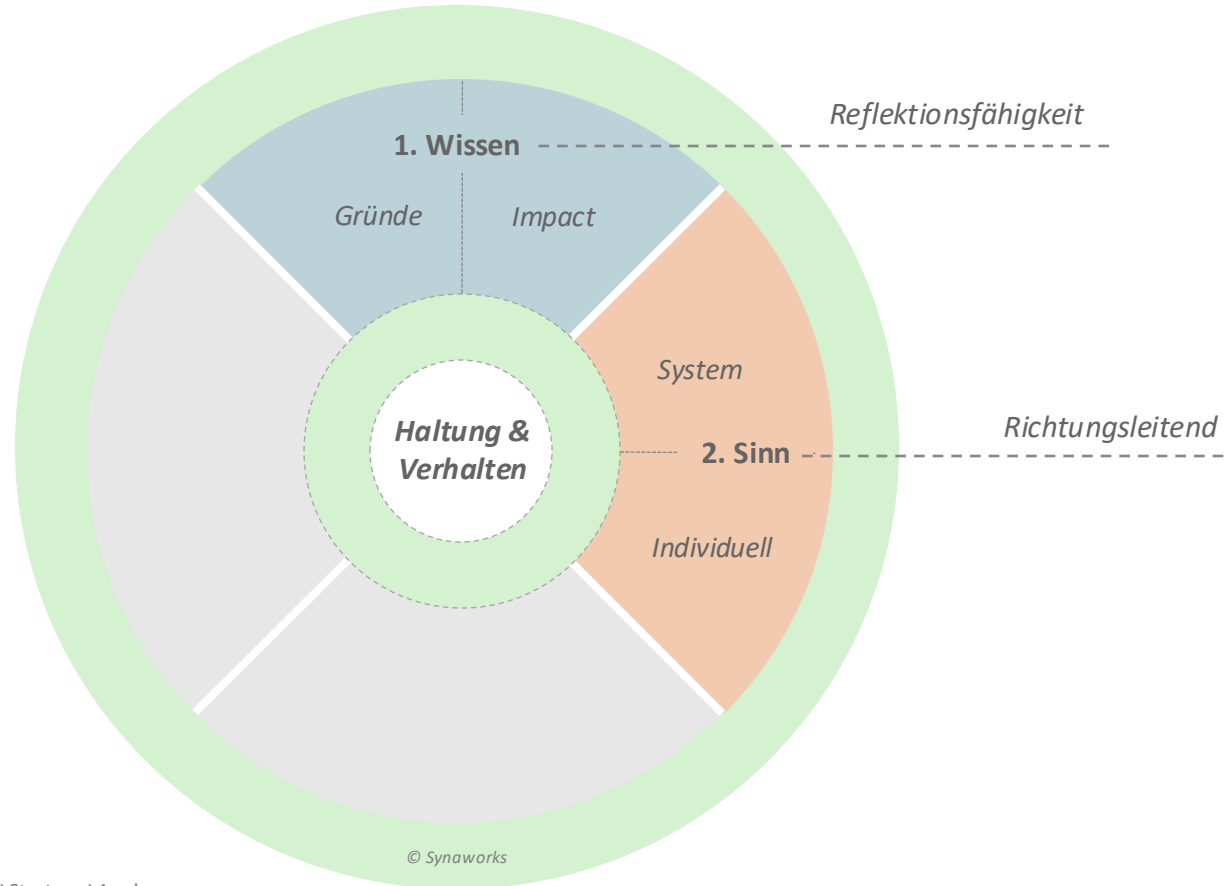 Reflektionsfähigkeit
1. Wissen
Gründe
Impact
System
Richtungsleitend
Haltung &
Verhalten
2. Sinn
Individuell
© Synaworks